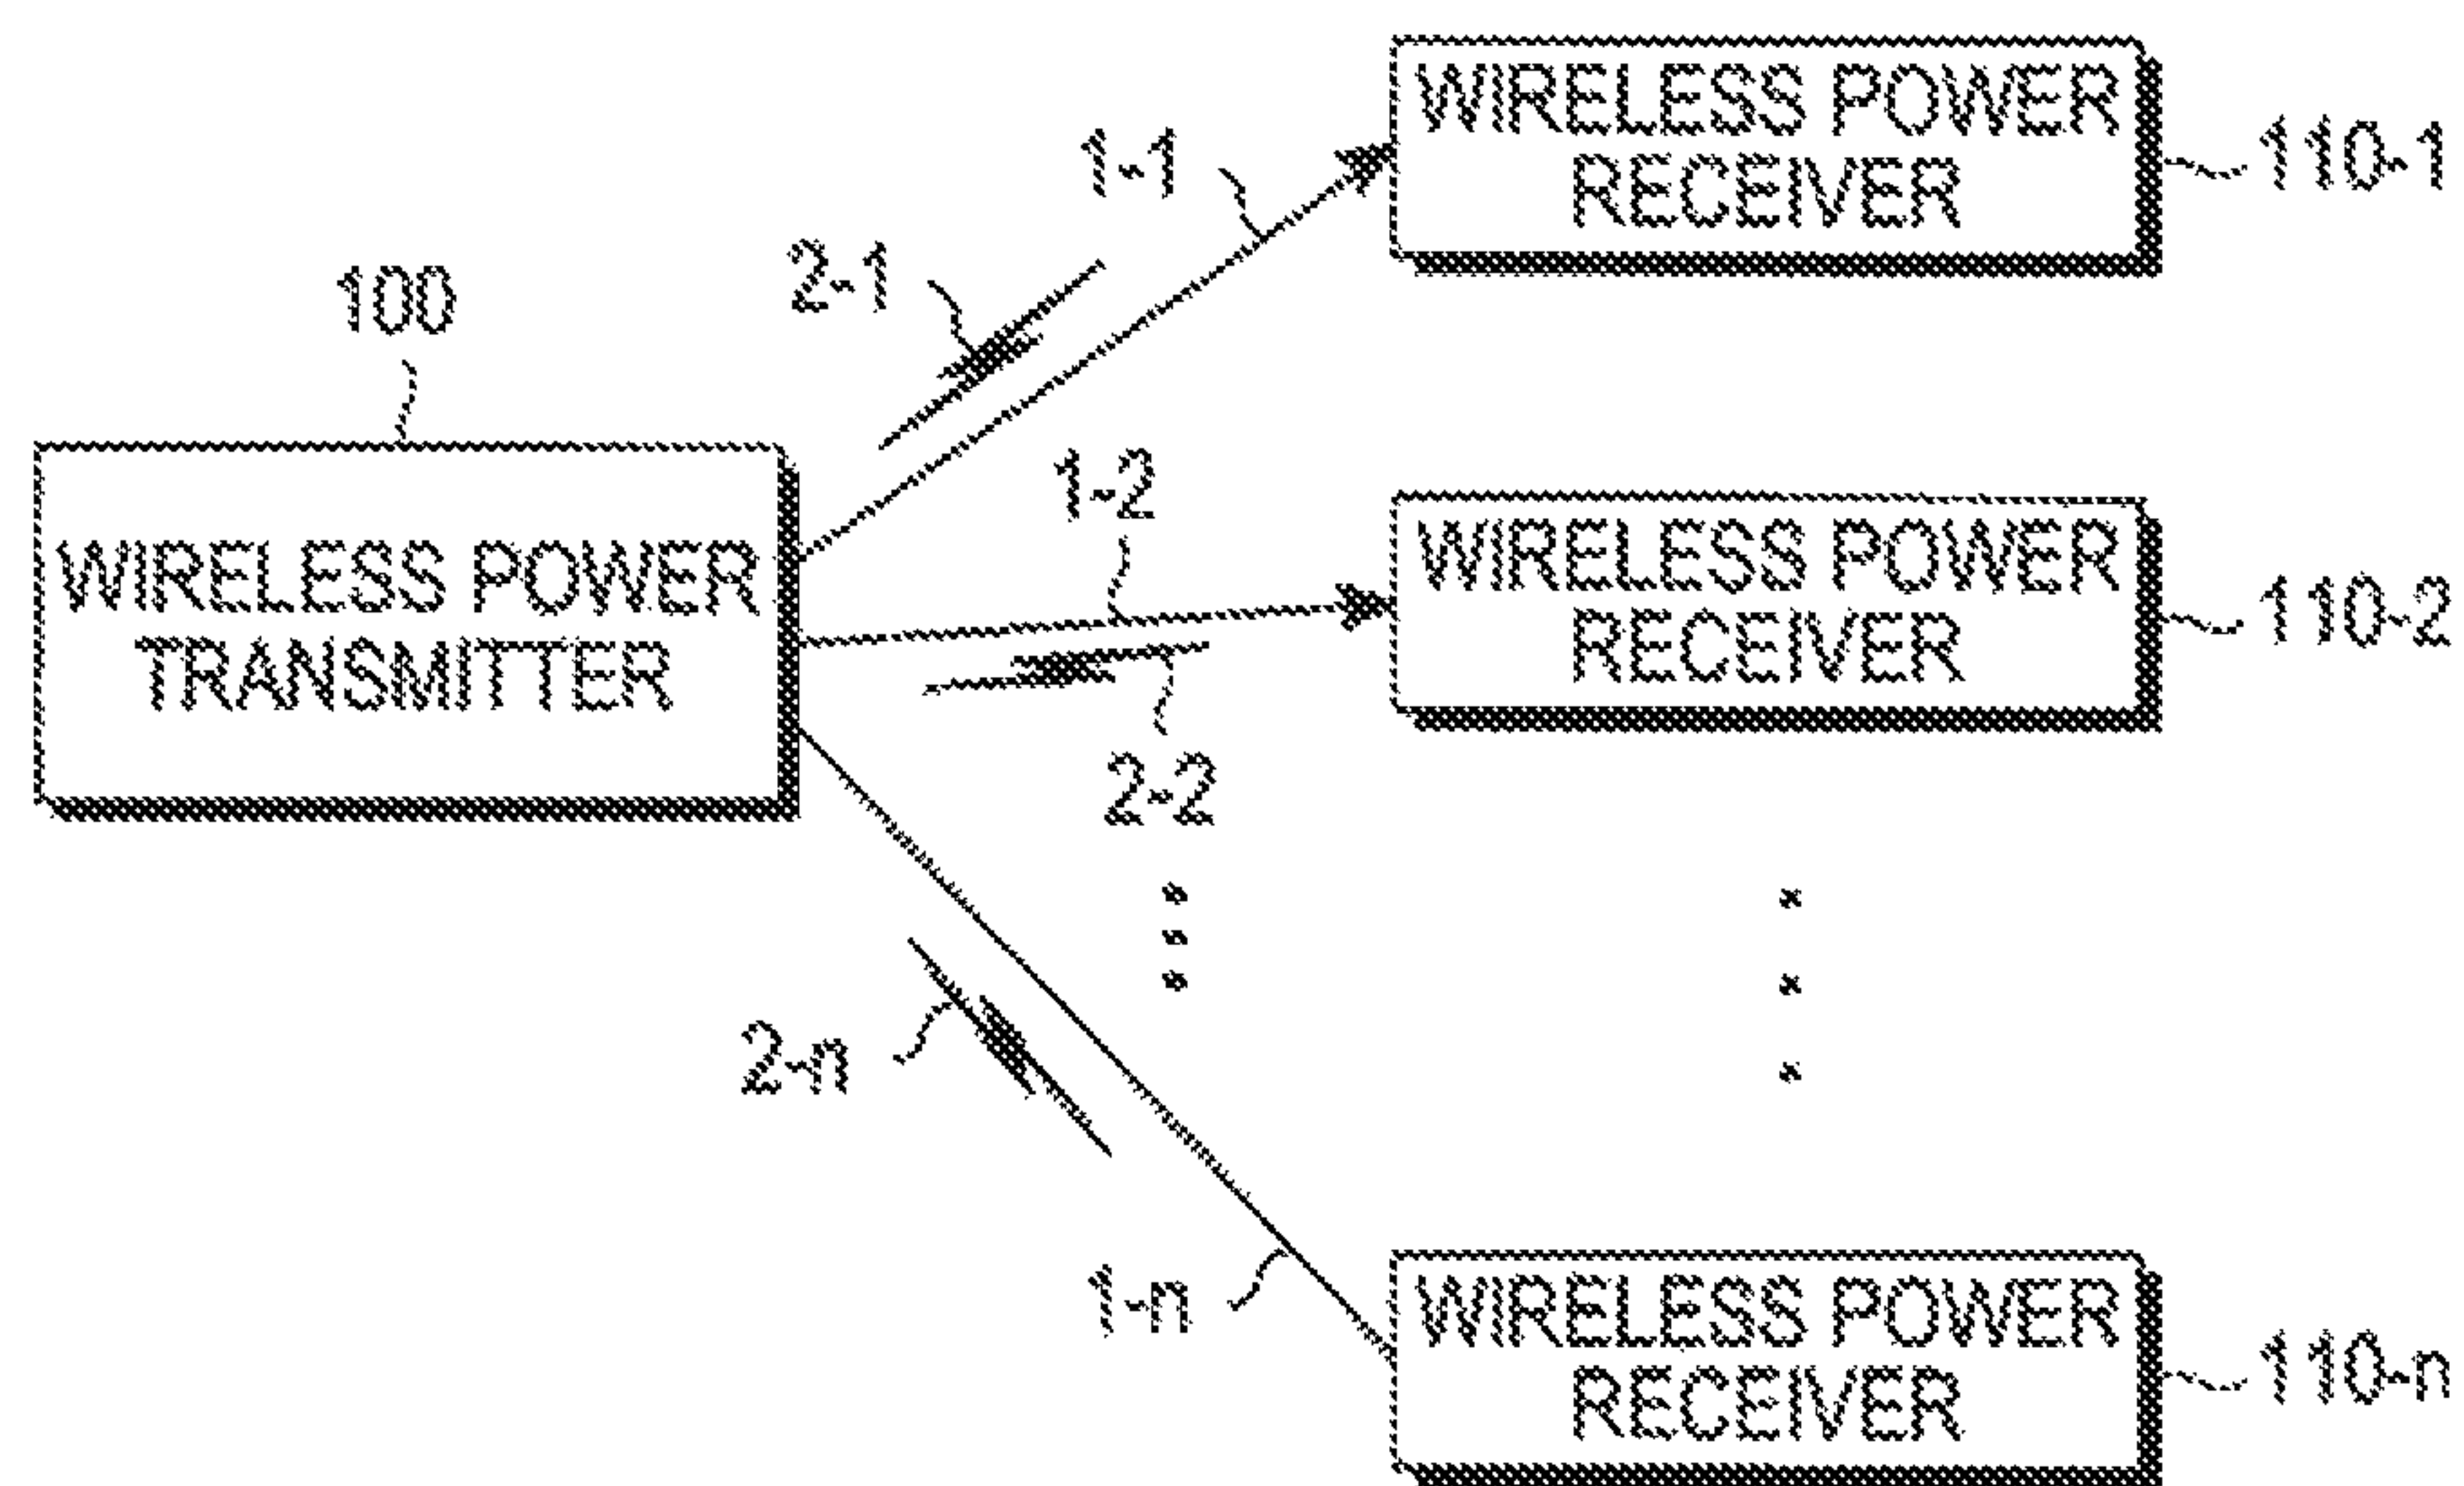 WIRELESS POWER
RECEIVER
110-1
1-1
2-1
100
1-2
WIRELESS POWER
TRANSMITTER
WIRELESS POWER
RECEIVER
110-2
2-2
2-n
1-n
WIRELESS POWER
RECEIVER
110-n